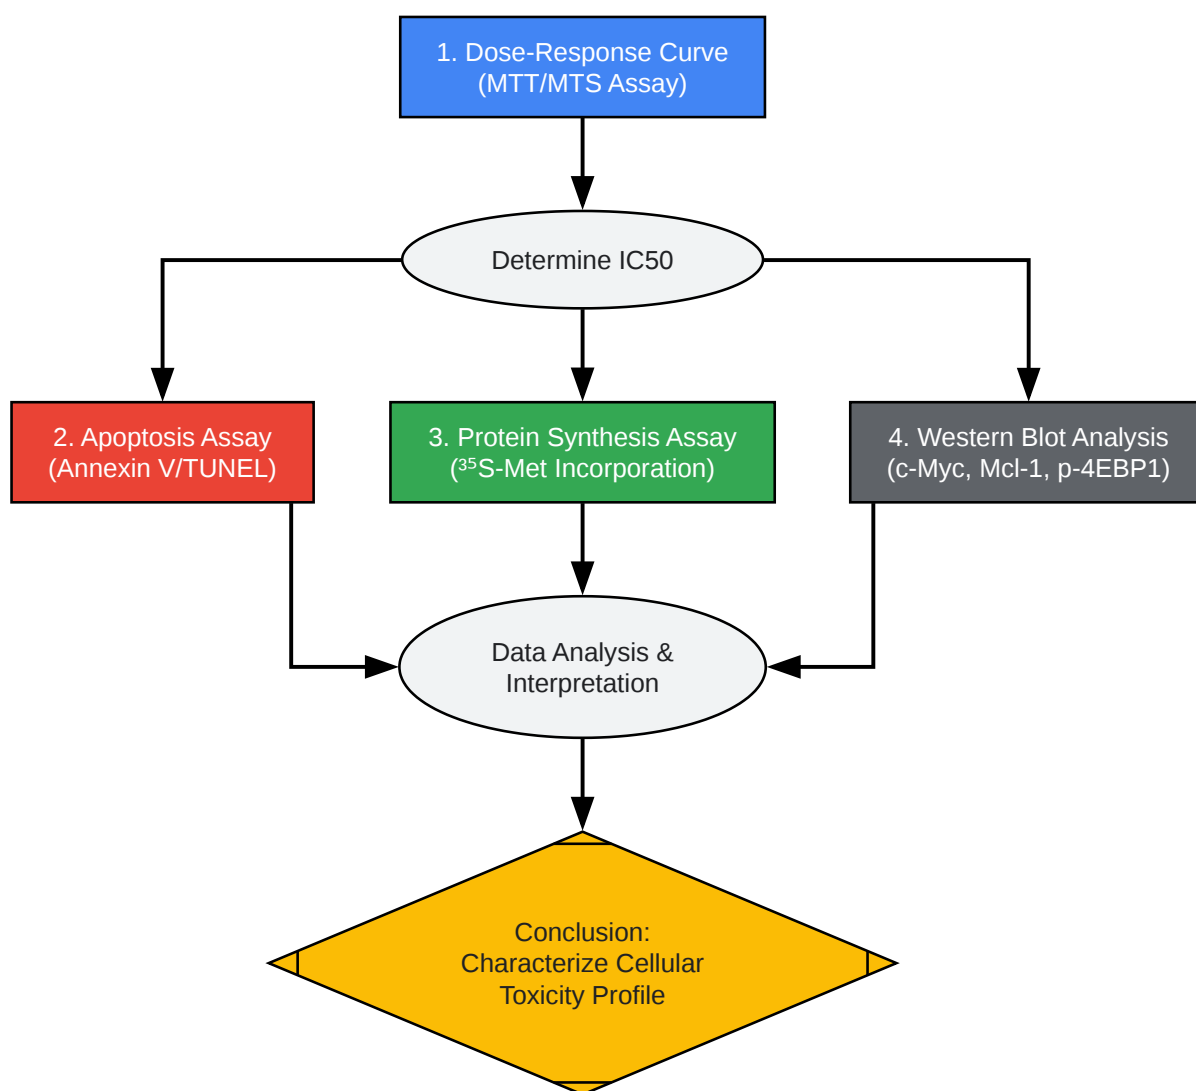 1. Dose-Response Curve
(MTT/MTS Assay)
Determine IC50
2. Apoptosis Assay
(Annexin V/TUNEL)
3. Protein Synthesis Assay
(³⁵S-Met Incorporation)
4. Western Blot Analysis
(c-Myc, Mcl-1, p-4EBP1)
Data Analysis &
Interpretation
Conclusion:
Characterize Cellular
Toxicity Profile